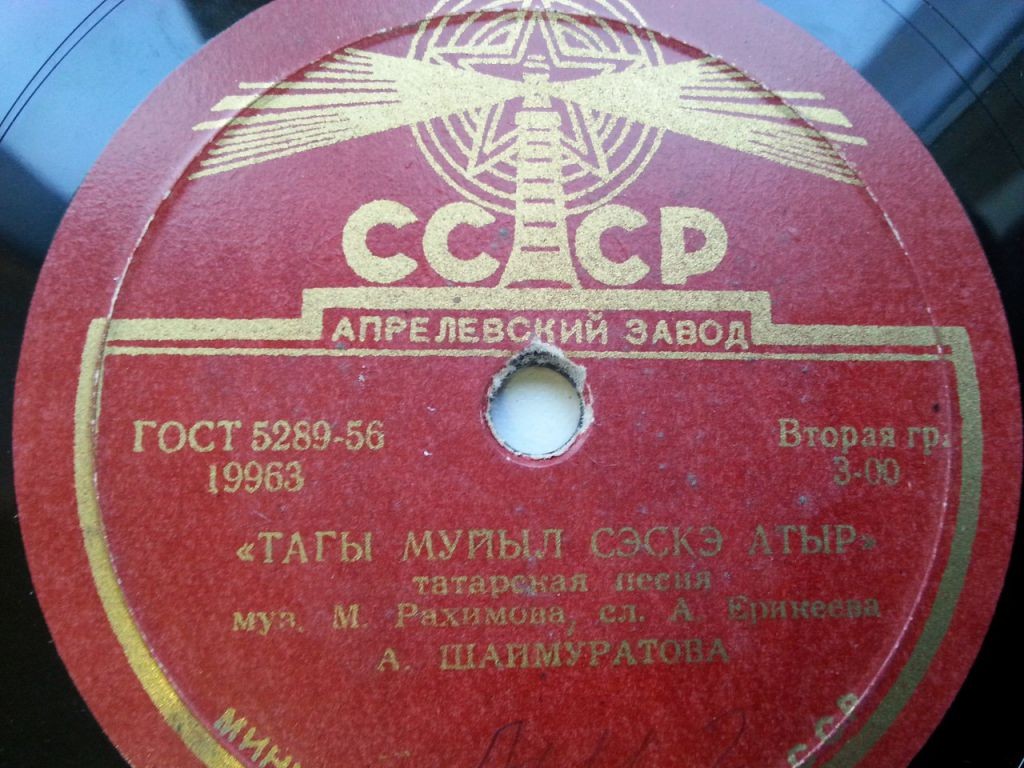 СССР
АПРЕЛЕВСКИЙ ЗАВОД
ГОСТ 5289-56
19963
Вторая гр.
3-00
«ТАГЫ МУЙЫЛ СЭСКЭ АТЫР»
татарская песня
муз. М. Рахимова, сл. А. Ерикеева
А. ШАЙМУРАТОВА